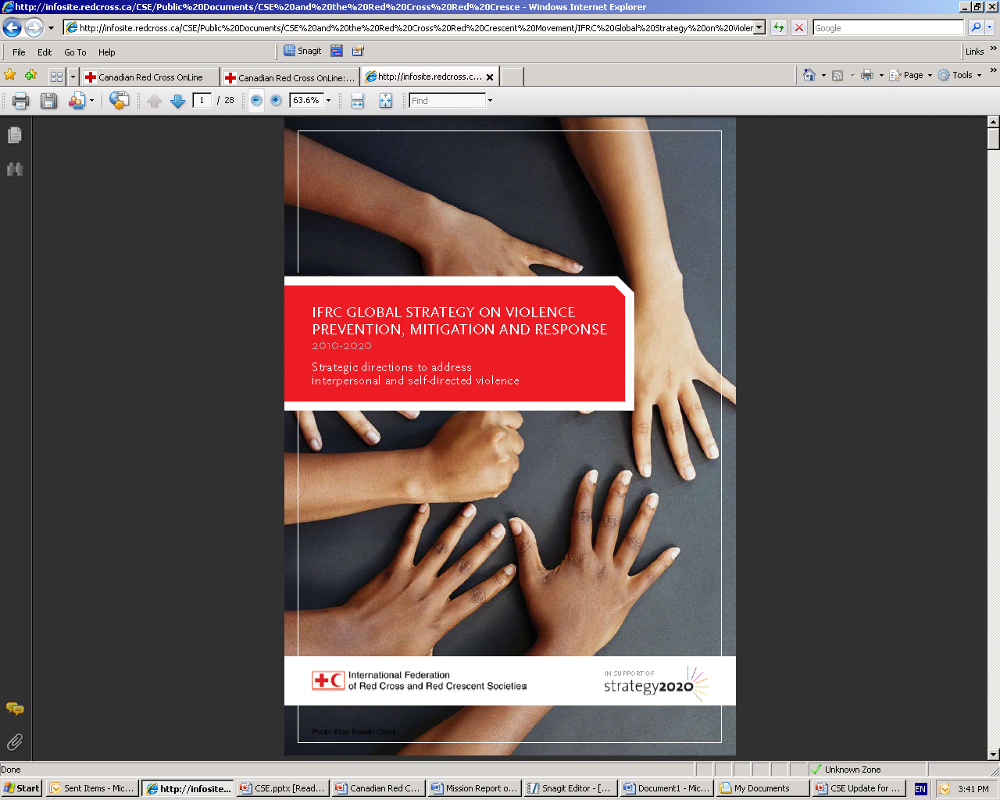 http://infosite.redcross.ca/CSE/Public%20Documents/CSE%20and%20the%20Red%20Cross%20Red%20Cresce - Windows Internet Explorer
http://infosite.redcross.ca/CSE/Public%20Documents/CSE%20and%20the%20Red%20Cross%20Red%20Crescent%20Movement/IFRC%20Global%20Strategy%20on%20Violer
Google
File Edit Go To Help
Snagit
Links
Canadian Red Cross OnLine
Canadian Red Cross OnLine:...
http://infosite.redcross.c...
Page
Tools
1 / 28
63.6%
Find
IFRC GLOBAL STRATEGY ON VIOLENCE
PREVENTION, MITIGATION AND RESPONSE
2010-2020
Strategic directions to address
interpersonal and self-directed violence
International Federation
of Red Cross and Red Crescent Societies
IN SUPPORT OF
strategy2020
Photo: Brian Powell/ IStock
Done
Unknown Zone
Start
Sent Items - Mic...
http://infosite...
CSE.pptx [Read...
Canadian Red C...
Mission Report o...
Snagit Editor - [...
Document1 - Mic...
My Documents
CSE Update for ...
EN
3:41 PM